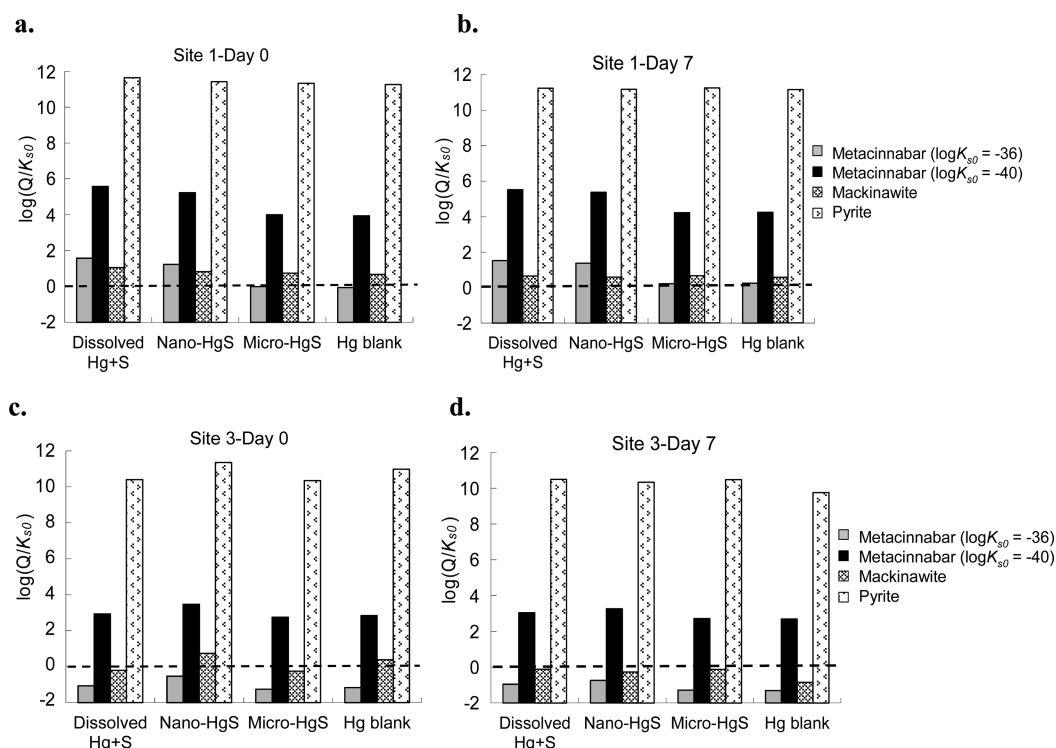 a.
Site 1-Day 0
log(Q/Ks0)
12
10
8
6
4
2
0
-2
Dissolved Hg+S
Nano-HgS
Micro-HgS
Hg blank
b.
Site 1-Day 7
log(Q/Ks0)
12
10
8
6
4
2
0
-2
Dissolved Hg+S
Nano-HgS
Micro-HgS
Hg blank
Metacinnabar (logKs0 = -36)
Metacinnabar (logKs0 = -40)
Mackinawite
Pyrite
c.
Site 3-Day 0
log(Q/Ks0)
12
10
8
6
4
2
0
-2
Dissolved Hg+S
Nano-HgS
Micro-HgS
Hg blank
d.
Site 3-Day 7
log(Q/Ks0)
12
10
8
6
4
2
0
-2
Dissolved Hg+S
Nano-HgS
Micro-HgS
Hg blank
Metacinnabar (logKs0 = -36)
Metacinnabar (logKs0 = -40)
Mackinawite
Pyrite